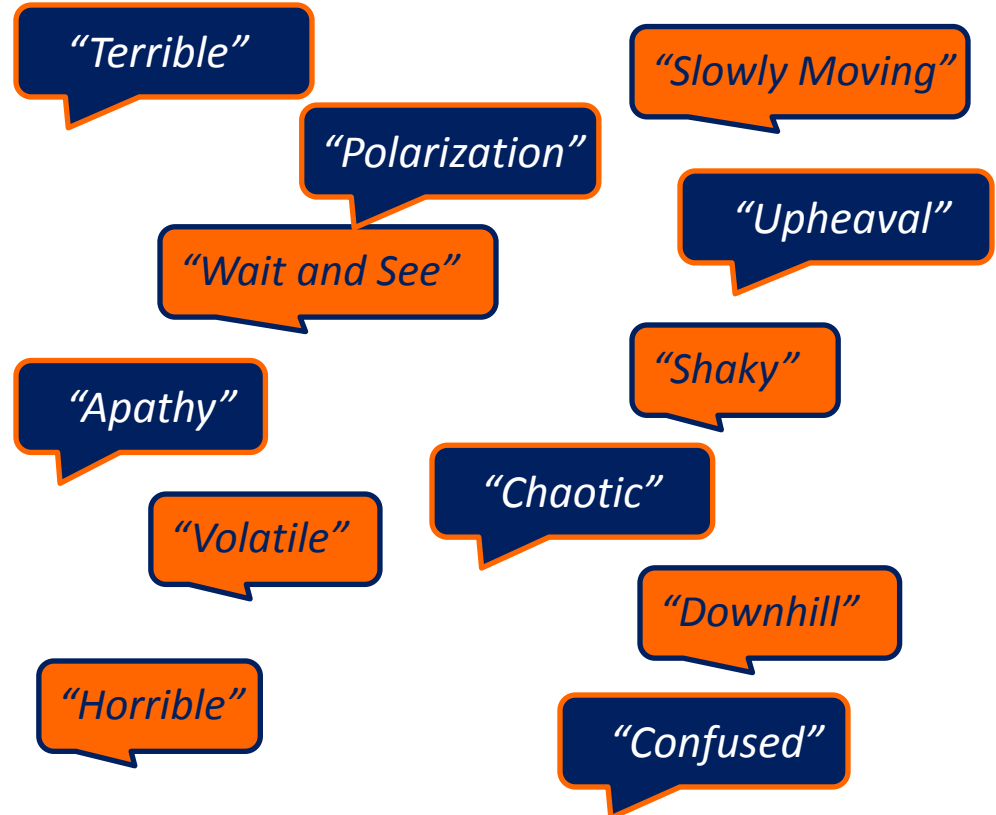 “Terrible”
“Slowly Moving”
“Polarization”
“Upheaval”
“Wait and See”
“Shaky”
“Apathy”
“Chaotic”
“Volatile”
“Downhill”
“Horrible”
“Confused”